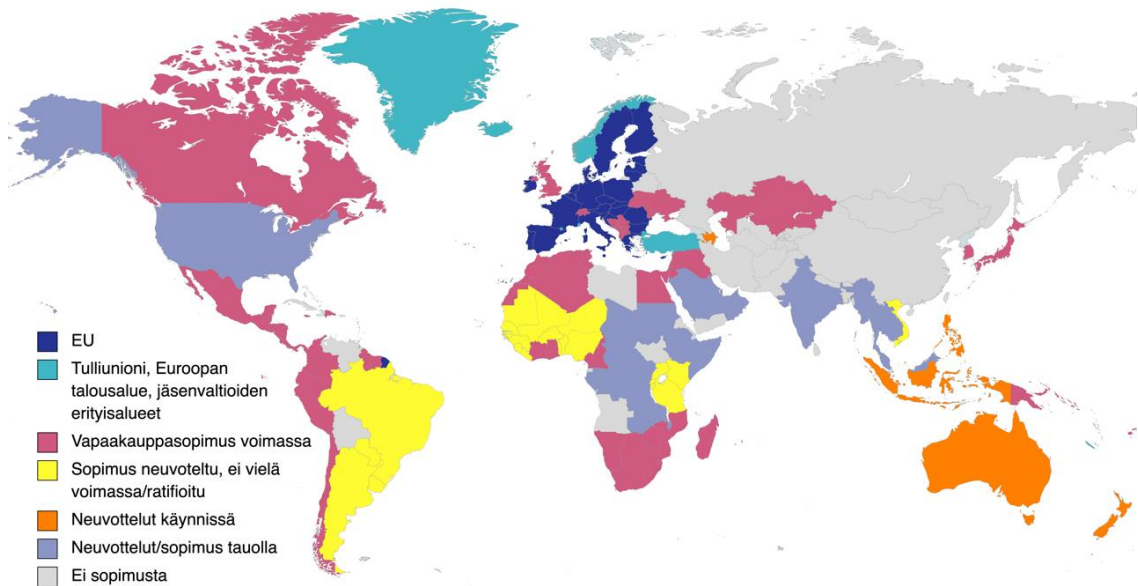 EU
Tulliunioni, Euroopan
talousalue, jäsenvaltioiden
erityisalueet
Vapaakauppasopimus voimassa
Sopimus neuvoteltu, ei vielä
voimassa/ratifioitu
Neuvottelut käynnissä
Neuvottelut/sopimus tauolla
Ei sopimusta